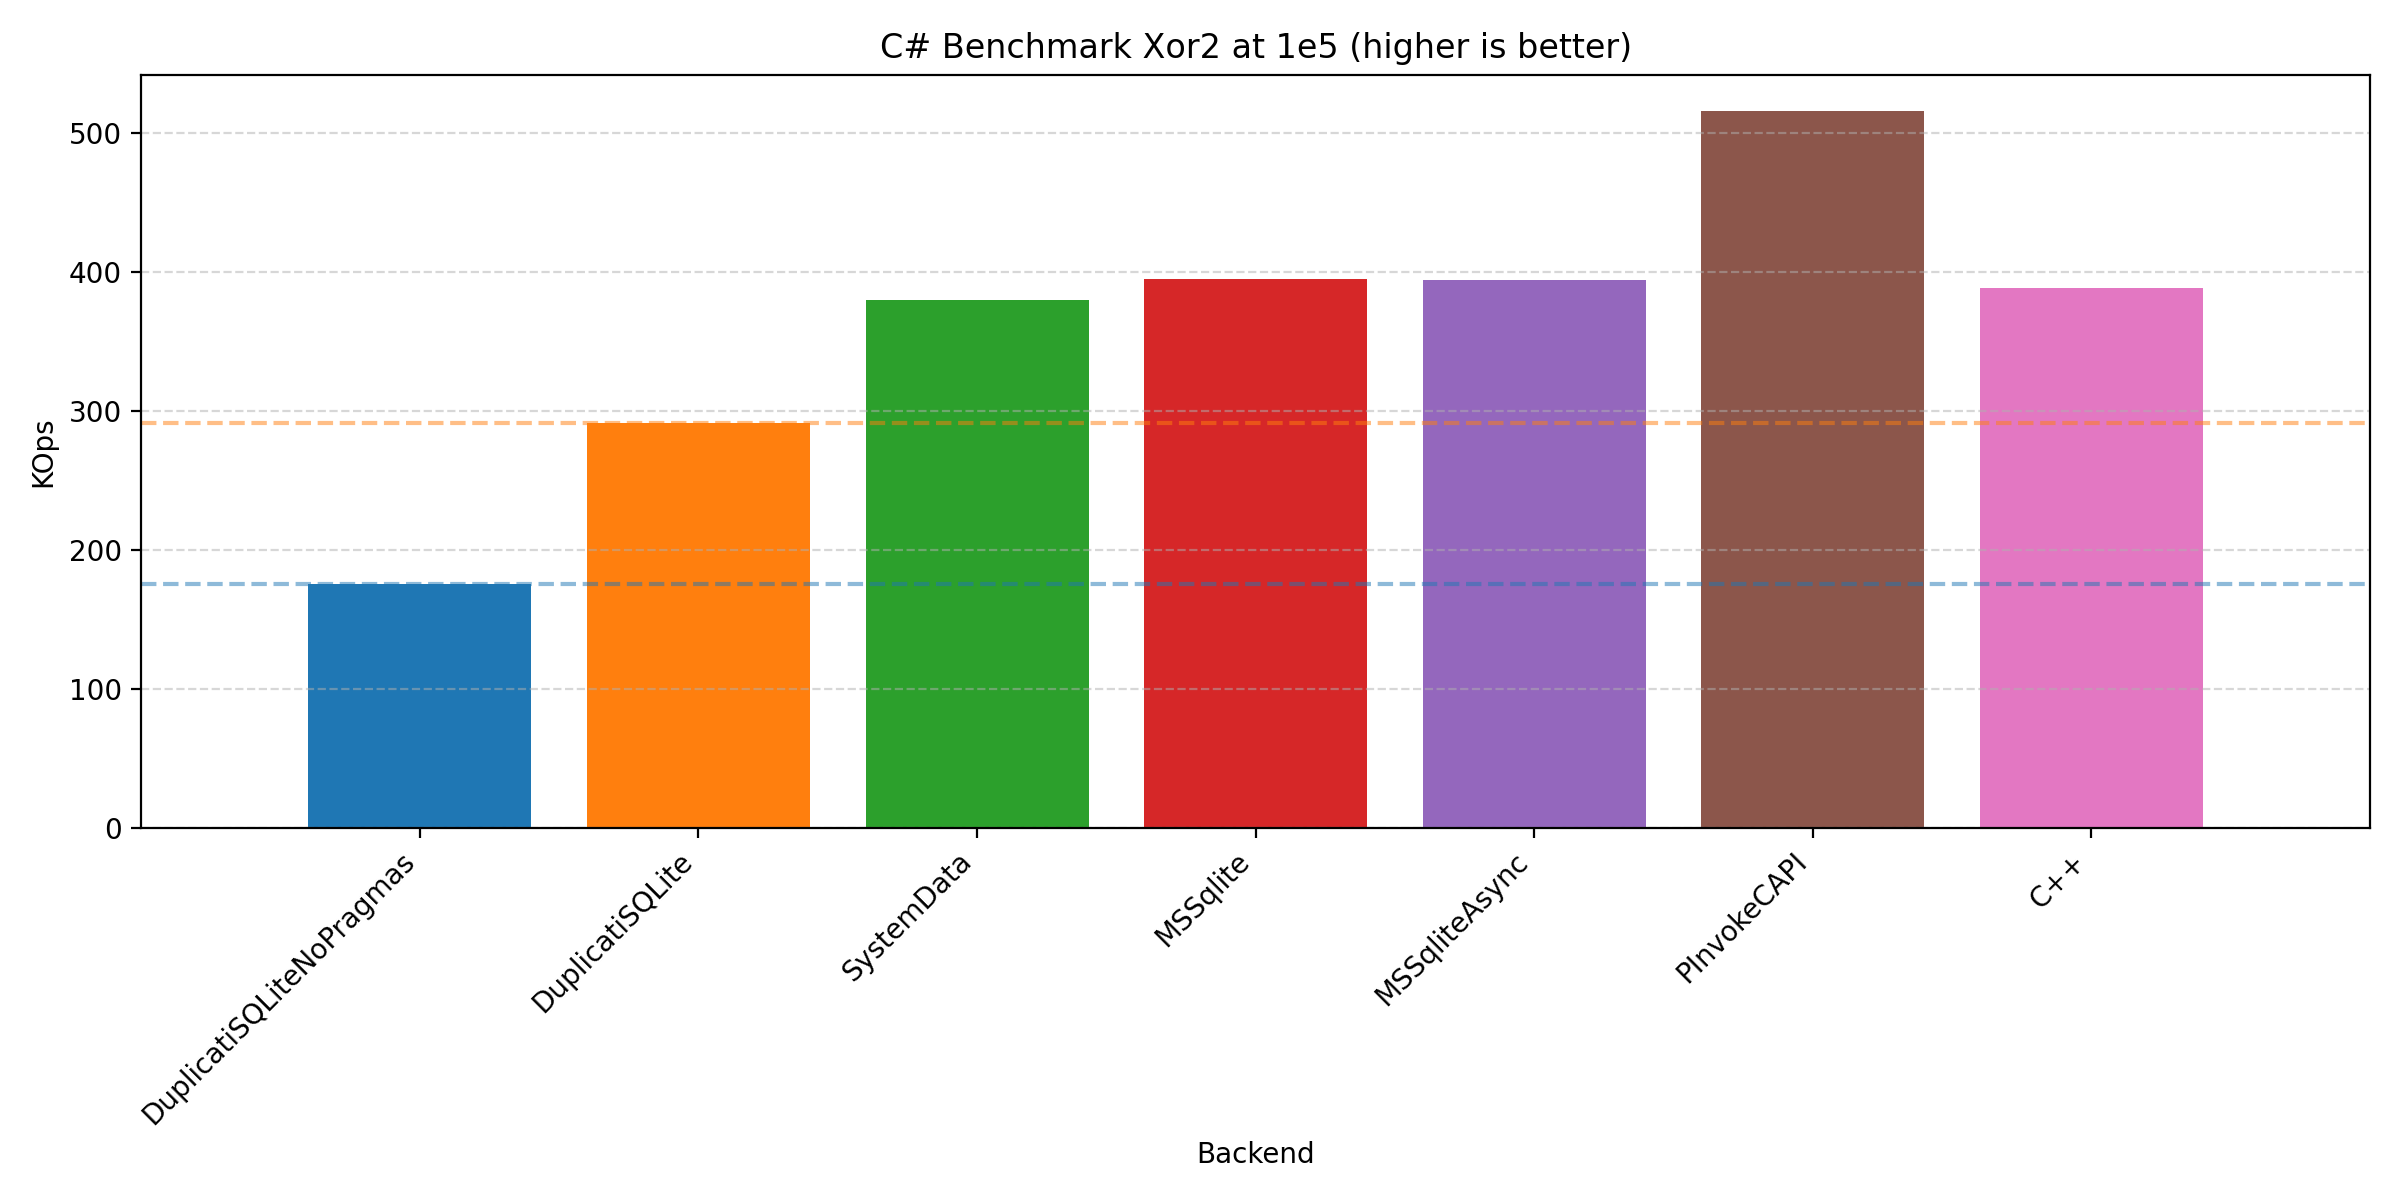 C# Benchmark Xor2 at 1e5 (higher is better)
KOps
500
400
300
200
100
0
DuplicatiSQLiteNoPragmas
DuplicatiSQLite
SystemData
MSSqlite
MSSqliteAsync
PInvokeCAPI
C++
Backend